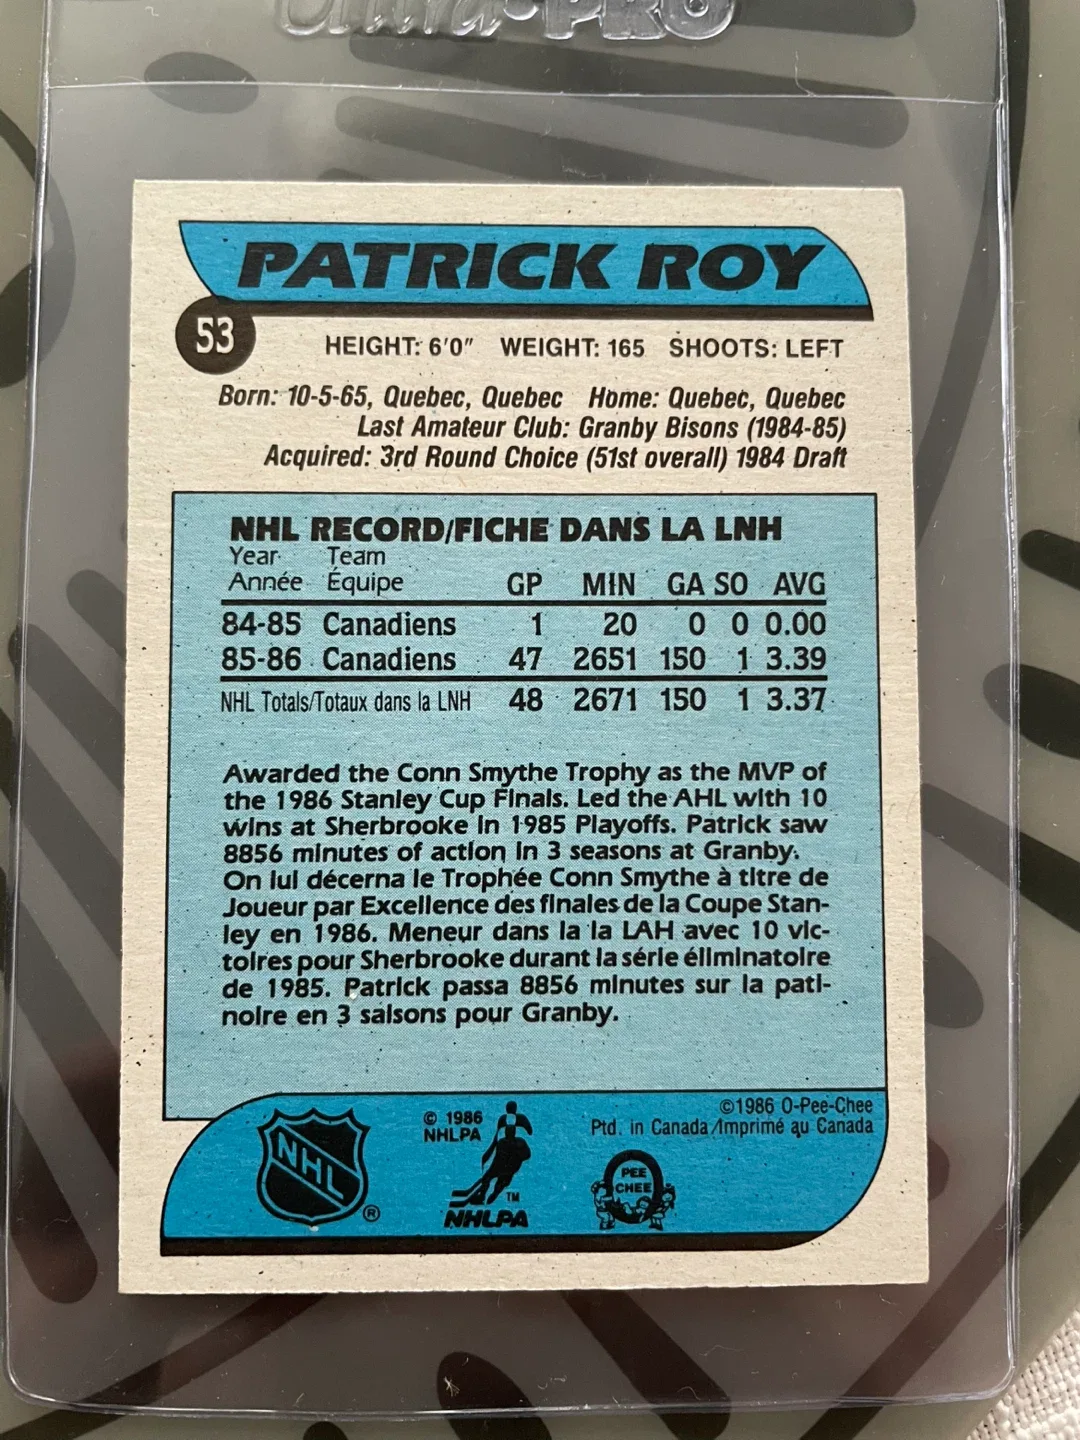 Ultra·PRO
PATRICK ROY
53
HEIGHT: 6'0" WEIGHT: 165 SHOOTS: LEFT
Born: 10-5-65, Quebec, Quebec Home: Quebec, Quebec
Last Amateur Club: Granby Bisons (1984-85)
Acquired: 3rd Round Choice (51st overall) 1984 Draft
NHL RECORD/FICHE DANS LA LNH
Year Team
Année Équipe GP MIN GA SO AVG
84-85 Canadiens 1 20 0 0 0.00
85-86 Canadiens 47 2651 150 1 3.39
NHL Totals/Totaux dans la LNH 48 2671 150 1 3.37
Awarded the Conn Smythe Trophy as the MVP of
the 1986 Stanley Cup Finals. Led the AHL with 10
wins at Sherbrooke in 1985 Playoffs. Patrick saw
8856 minutes of action in 3 seasons at Granby.
On lui décerna le Trophée Conn Smythe à titre de
Joueur par Excellence des finales de la Coupe Stan-
ley en 1986. Meneur dans la la LAH avec 10 vic-
toires pour Sherbrooke durant la série éliminatoire
de 1985. Patrick passa 8856 minutes sur la pati-
noire en 3 saisons pour Granby.
NHL
®
© 1986
NHLPA
TM
NHLPA
©1986 O-Pee-Chee
Ptd. in Canada/Imprimé au Canada
PEE
CHEE